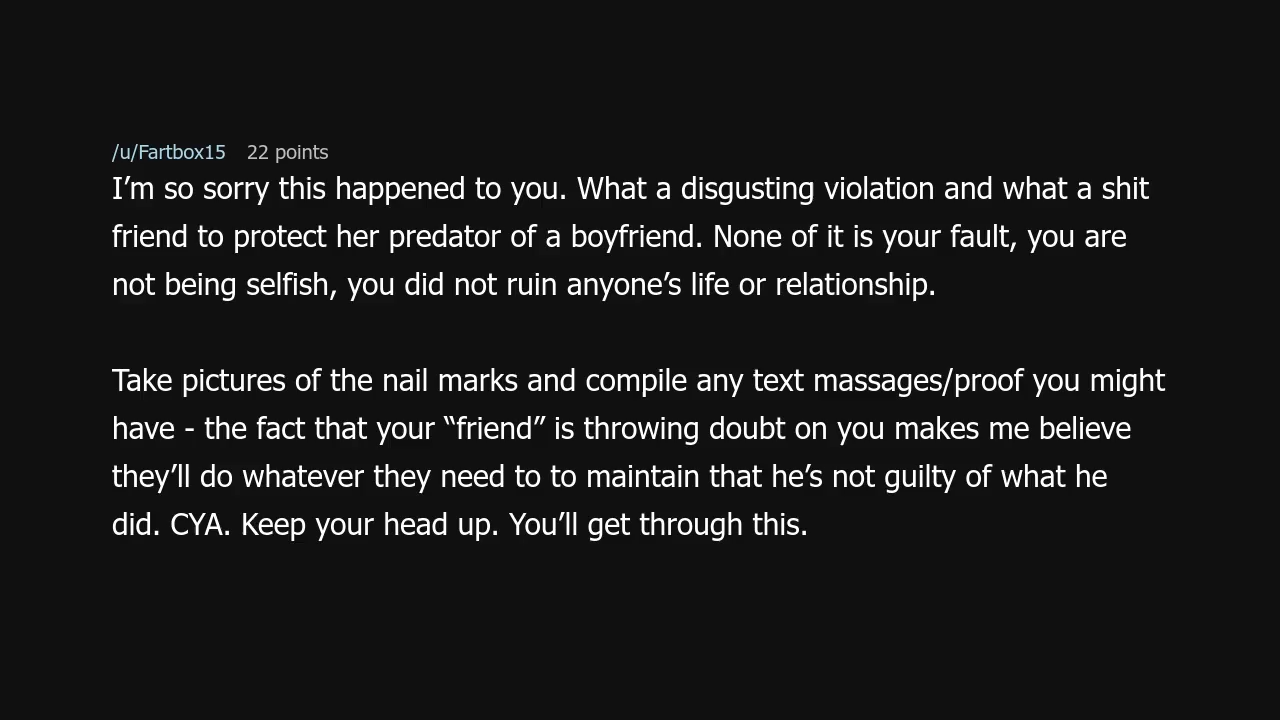 /u/Fartbox15 22 points
I’m so sorry this happened to you. What a disgusting violation and what a shit
friend to protect her predator of a boyfriend. None of it is your fault, you are
not being selfish, you did not ruin anyone’s life or relationship.
Take pictures of the nail marks and compile any text massages/proof you might
have - the fact that your “friend” is throwing doubt on you makes me believe
they’ll do whatever they need to to maintain that he’s not guilty of what he
did. CYA. Keep your head up. You’ll get through this.